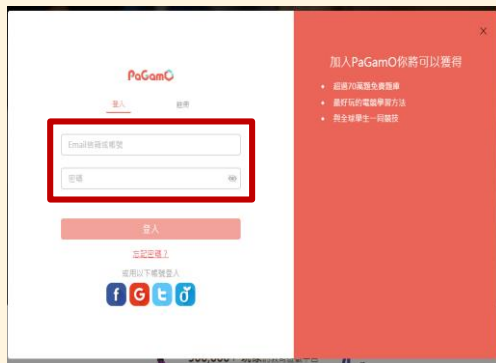 PaGamO
登入
註冊
Email信箱或帳號
密碼
登入
忘記密碼？
或用以下帳號登入
加入PaGamO你將可以獲得
超過70萬題免費題庫
最好玩的電競學習方法
與全球學生一同競技
X